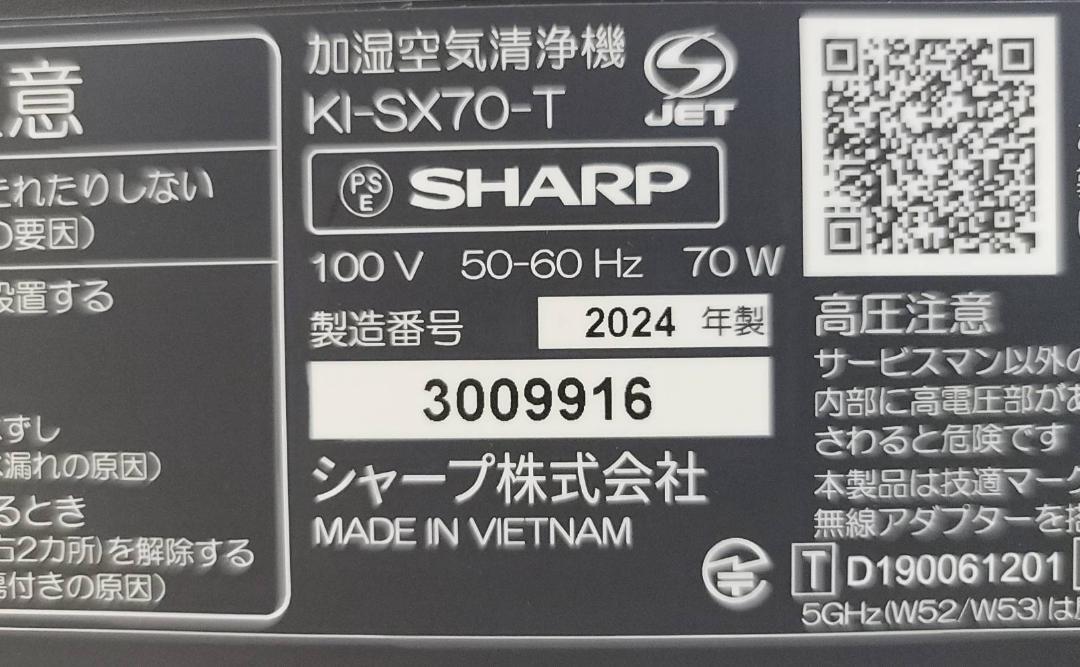 意
たりしない
の要因)
設置する
ずし
漏れの原因)
るとき
右2カ所)を解除する
傷付きの原因)
加湿空気清浄機
KI-SX70-T
JET
PS
E
SHARP
100 V 50-60 Hz 70 W
製造番号 2024 年製
3009916
シャープ株式会社
MADE IN VIETNAM
高圧注意
サービスマン以外の
内部に高電圧部があ
さわると危険です
本製品は技適マーク
無線アダプターを搭
T D190061201
5GHz(W52/W53)は